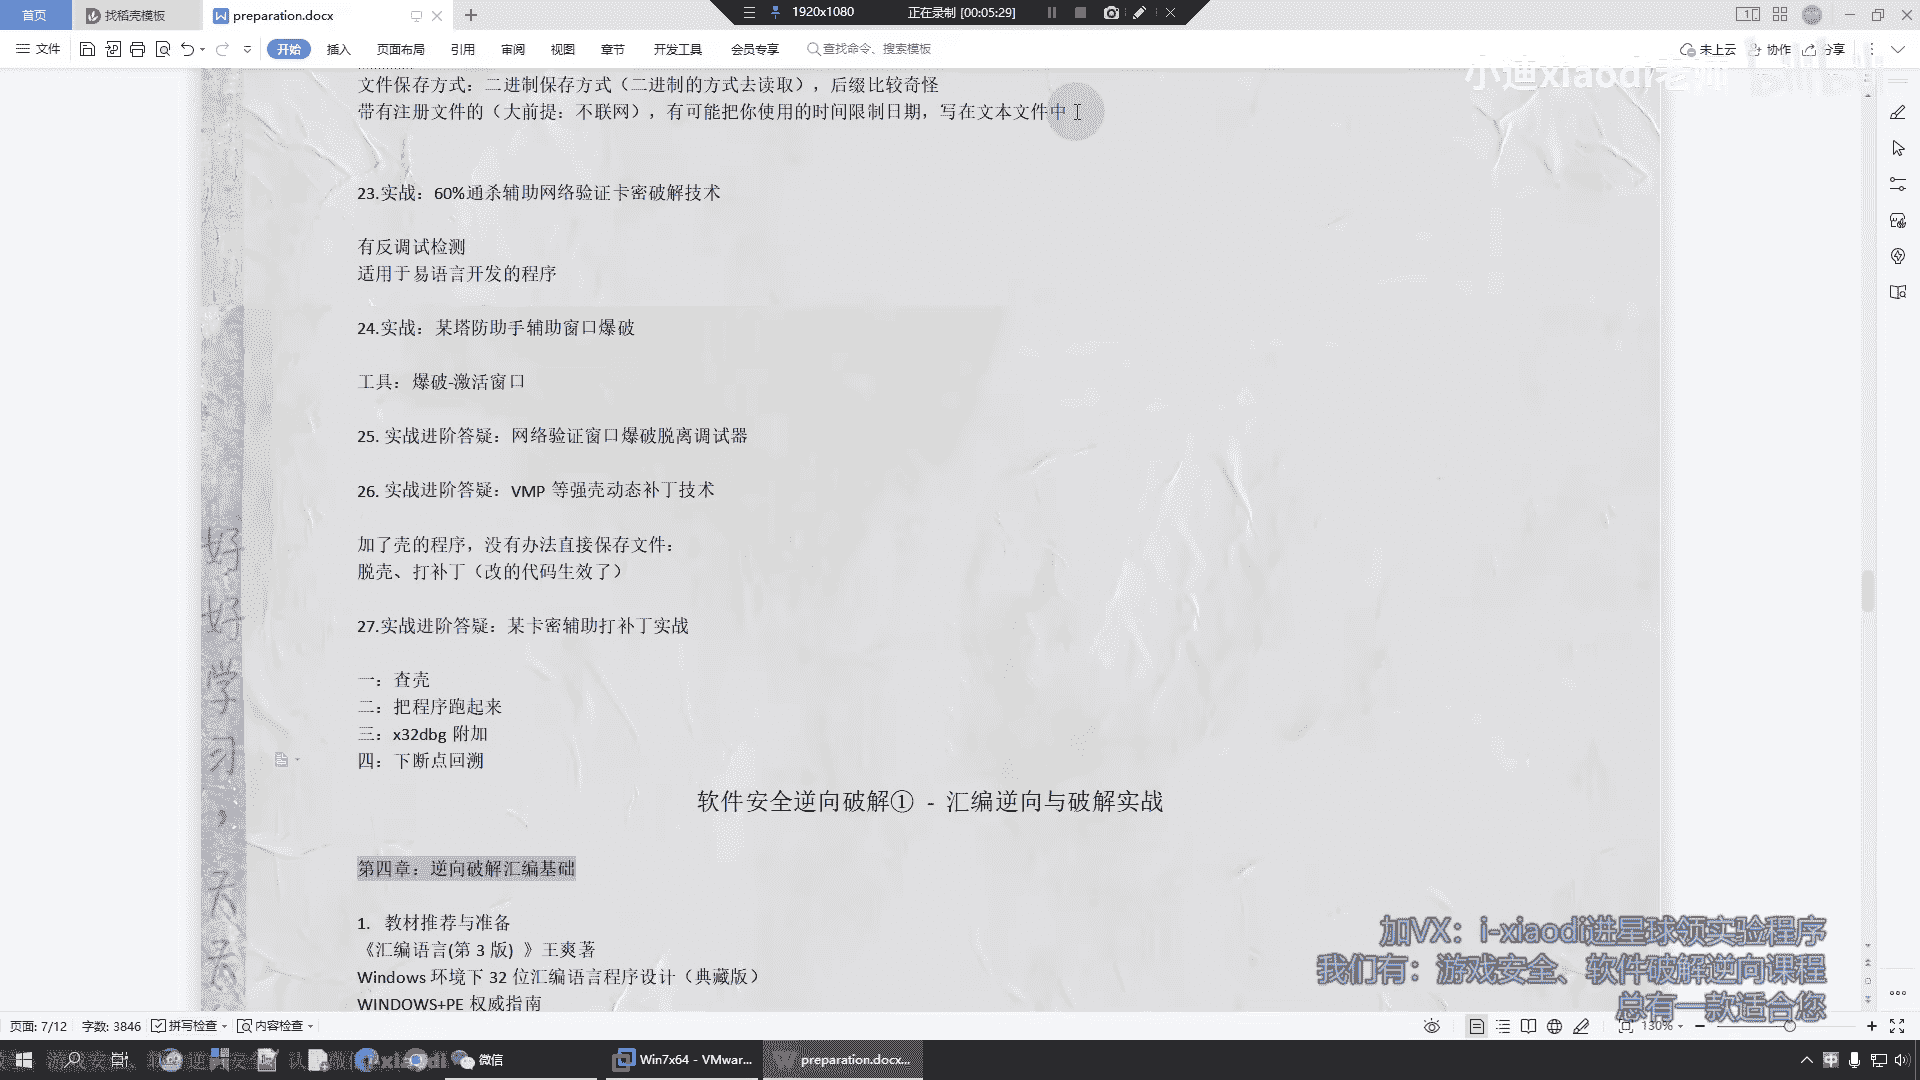 首页
找稻壳模板
preparation.docx
1920x1080
正在录制 [00:05:29]
文件
开始
插入
页面布局
引用
审阅
视图
章节
开发工具
会员专享
查找命令、搜索模板
未上云
协作
分享
小迪xiaodi老师
文件保存方式：二进制保存方式（二进制的方式去读取），后缀比较奇怪
带有注册文件的（大前提：不联网），有可能把你使用的时间限制日期，写在文本文件中
23.实战：60%通杀辅助网络验证卡密破解技术
有反调试检测
适用于易语言开发的程序
24.实战：某塔防助手辅助窗口爆破
工具：爆破-激活窗口
25. 实战进阶答疑：网络验证窗口爆破脱离调试器
26. 实战进阶答疑：VMP 等强壳动态补丁技术
加了壳的程序，没有办法直接保存文件：
脱壳、打补丁（改的代码生效了）
27.实战进阶答疑：某卡密辅助打补丁实战
一：查壳
二：把程序跑起来
三：x32dbg 附加
四：下断点回溯
软件安全逆向破解① - 汇编逆向与破解实战
第四章：逆向破解汇编基础
1. 教材推荐与准备
《汇编语言(第 3 版) 》王爽著
Windows 环境下 32 位汇编语言程序设计（典藏版）
WINDOWS+PE 权威指南
好好学习，天
加VX：i-xiaodi进星球领实验程序
我们有：游戏安全、软件破解逆向课程
总有一款适合您
页面: 7/12
字数: 3846
拼写检查
内容检查
130%
微信
Win7x64 - VMwar...
preparation.docx...